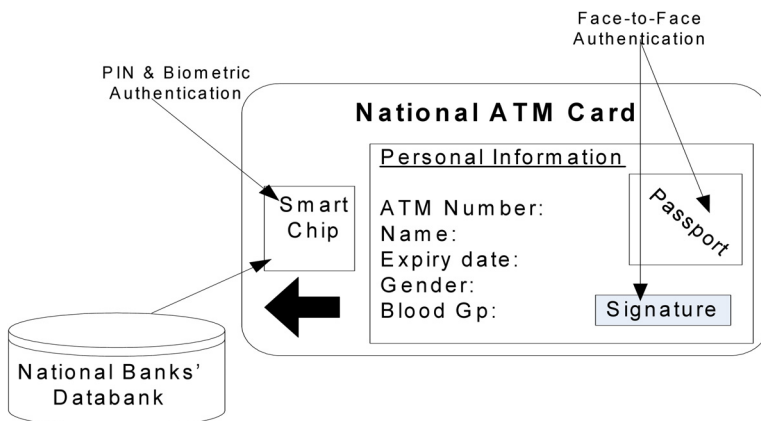 Face-to-Face
Authentication
PIN & Biometric
Authentication
National ATM Card
Personal Information
Smart
Chip
ATM Number:
Name:
Expiry date:
Gender:
Blood Gp:
Passport
Signature
National Banks'
Databank